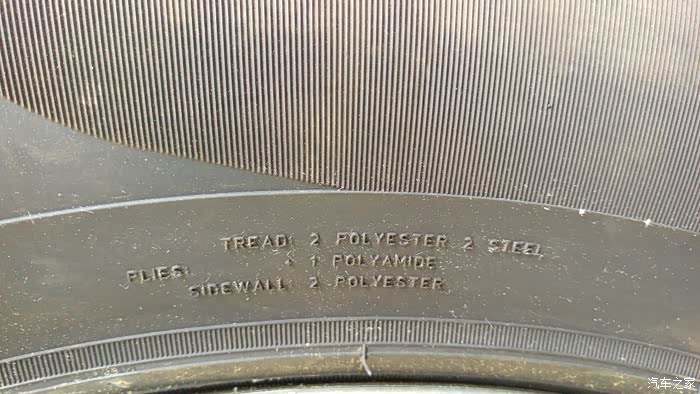 TREAD: 2 POLYESTER 2 STEEL
+ 1 POLYAMIDE
PLIES:
SIDEWALL: 2 POLYESTER
汽车之家